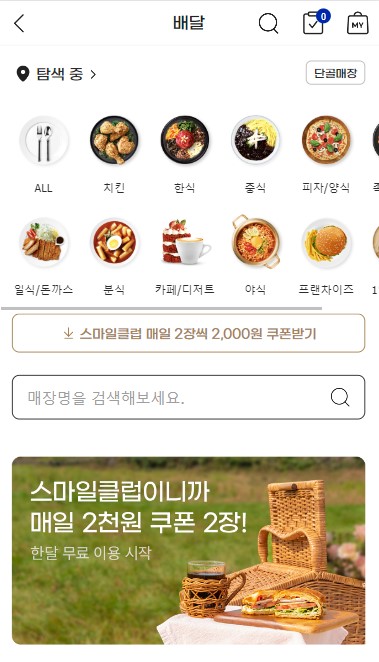 배달
0
MY
탐색 중
단골매장
ALL 치킨 한식 중식 피자/양식
일식/돈까스 분식 카페/디저트 야식 프랜차이즈 1
스마일클럽 매일 2장씩 2,000원 쿠폰받기
매장명을 검색해보세요.
스마일클럽이니까
매일 2천원 쿠폰 2장!
한달 무료 이용 시작